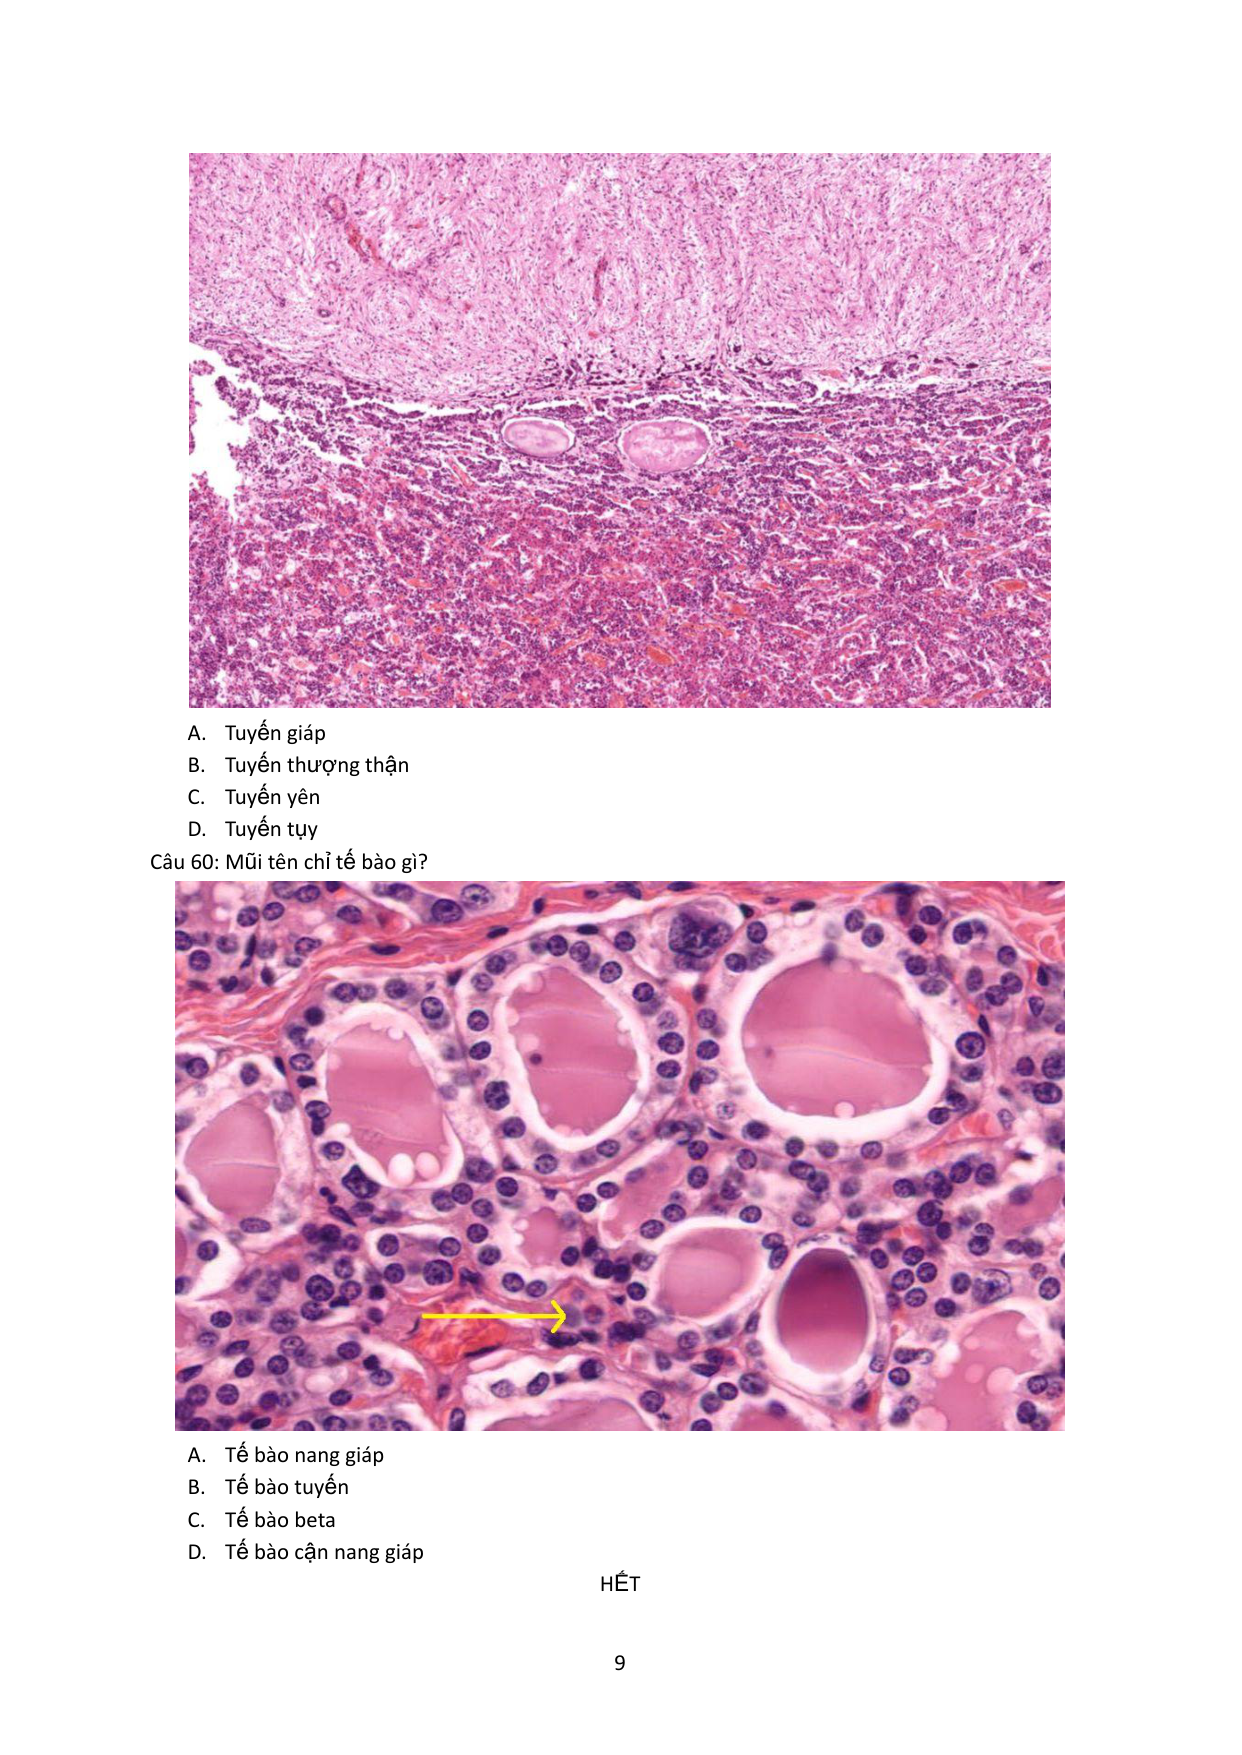 A. Tuyến giáp
B. Tuyến thượng thận
C. Tuyến yên
D. Tuyến tụy
Câu 60: Mũi tên chỉ tế bào gì?
A. Tế bào nang giáp
B. Tế bào tuyến
C. Tế bào beta
D. Tế bào cận nang giáp
HẾT
9